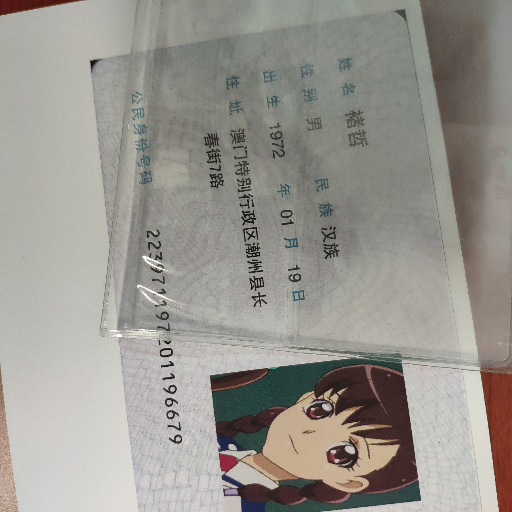 姓名 褚哲
性别 男 民族 汉族
出生 1972 年 01 月 19 日
住址 澳门特别行政区潮州县长
春街7路
公民身份号码 223971197201196679